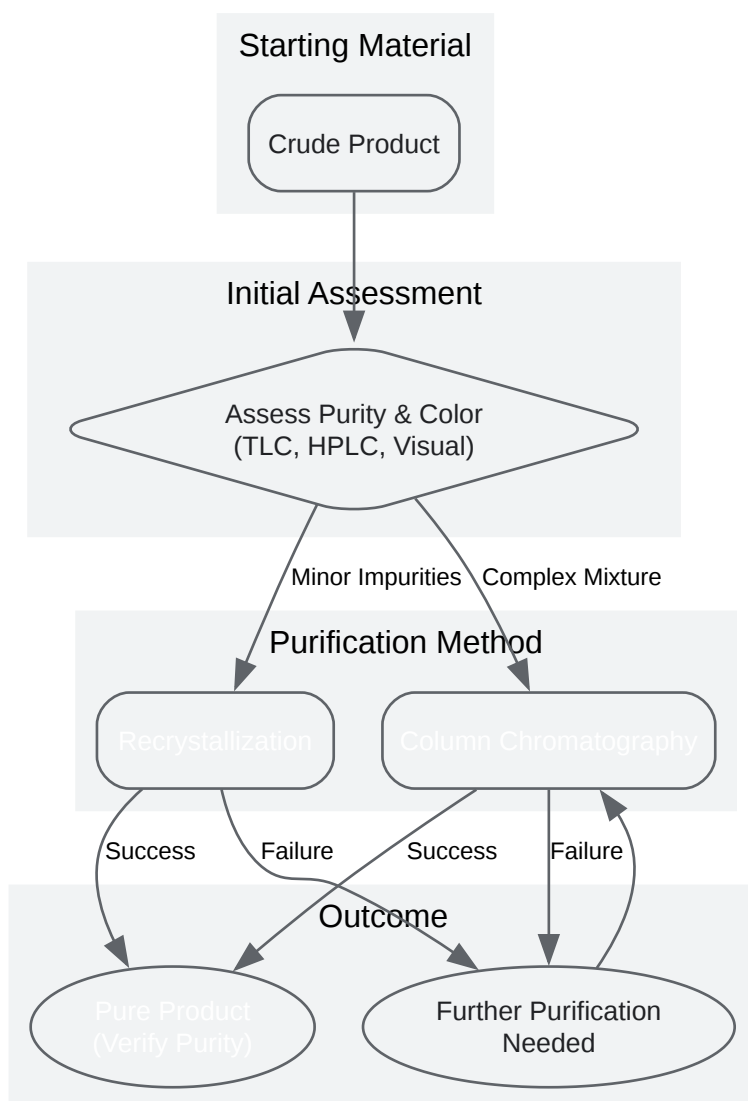 Starting Material
Crude Product
Initial Assessment
Assess Purity & Color
(TLC, HPLC, Visual)
Minor Impurities
Complex Mixture
Purification Method
Recrystallization
Column Chromatography
Success
Failure
Success
Failure
Outcome
Pure Product
(Verify Purity)
Further Purification
Needed